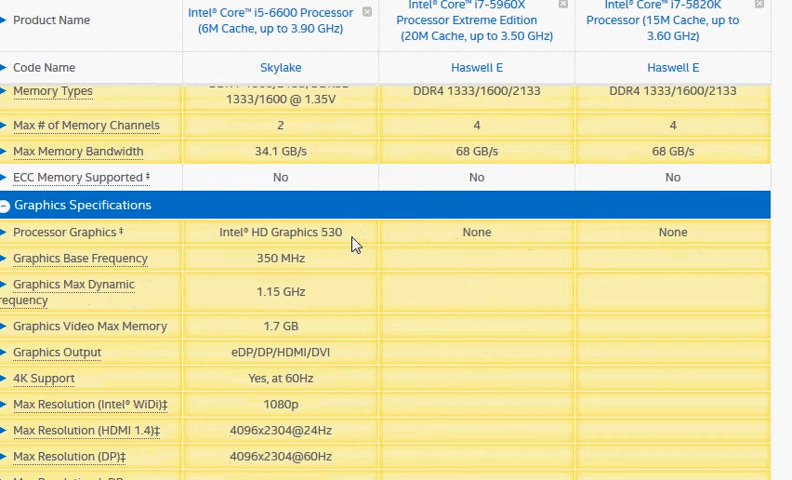 Product Name
Intel® Core™ i5-6600 Processor
(6M Cache, up to 3.90 GHz)
Intel® Core™ i7-5960X
Processor Extreme Edition
(20M Cache, up to 3.50 GHz)
Intel® Core™ i7-5820K
Processor (15M Cache, up to
3.60 GHz)
Code Name Skylake Haswell E Haswell E
Memory Types
1333/1600 @ 1.35V
DDR4 1333/1600/2133 DDR4 1333/1600/2133
Max # of Memory Channels 2 4 4
Max Memory Bandwidth 34.1 GB/s 68 GB/s 68 GB/s
ECC Memory Supported ‡ No No No
Graphics Specifications
Processor Graphics ‡ Intel® HD Graphics 530 None None
Graphics Base Frequency 350 MHz
Graphics Max Dynamic
requency
1.15 GHz
Graphics Video Max Memory 1.7 GB
Graphics Output eDP/DP/HDMI/DVI
4K Support Yes, at 60Hz
Max Resolution (Intel® WiDi)‡ 1080p
Max Resolution (HDMI 1.4)‡ 4096x2304@24Hz
Max Resolution (DP)‡ 4096x2304@60Hz